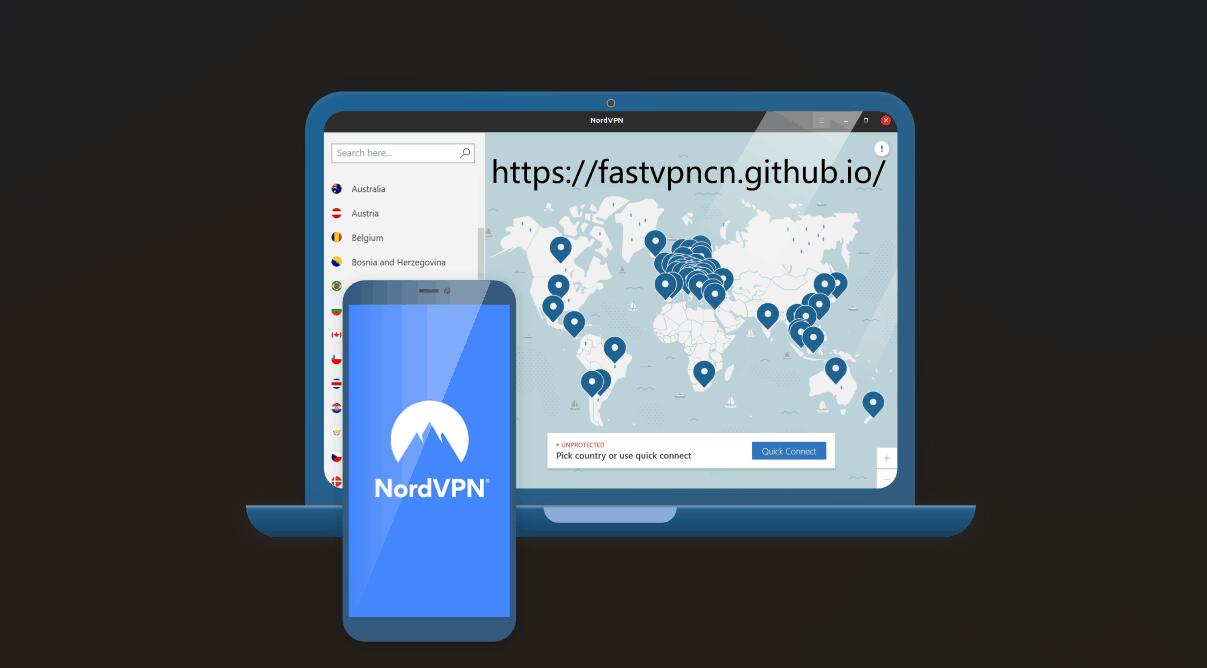 NordVPN
Search here...
https://fastvpncn.github.io/
Australia
Austria
Belgium
Bosnia and Herzegovina
UNPROTECTED
Pick country or use quick connect
Quick Connect
NordVPN®